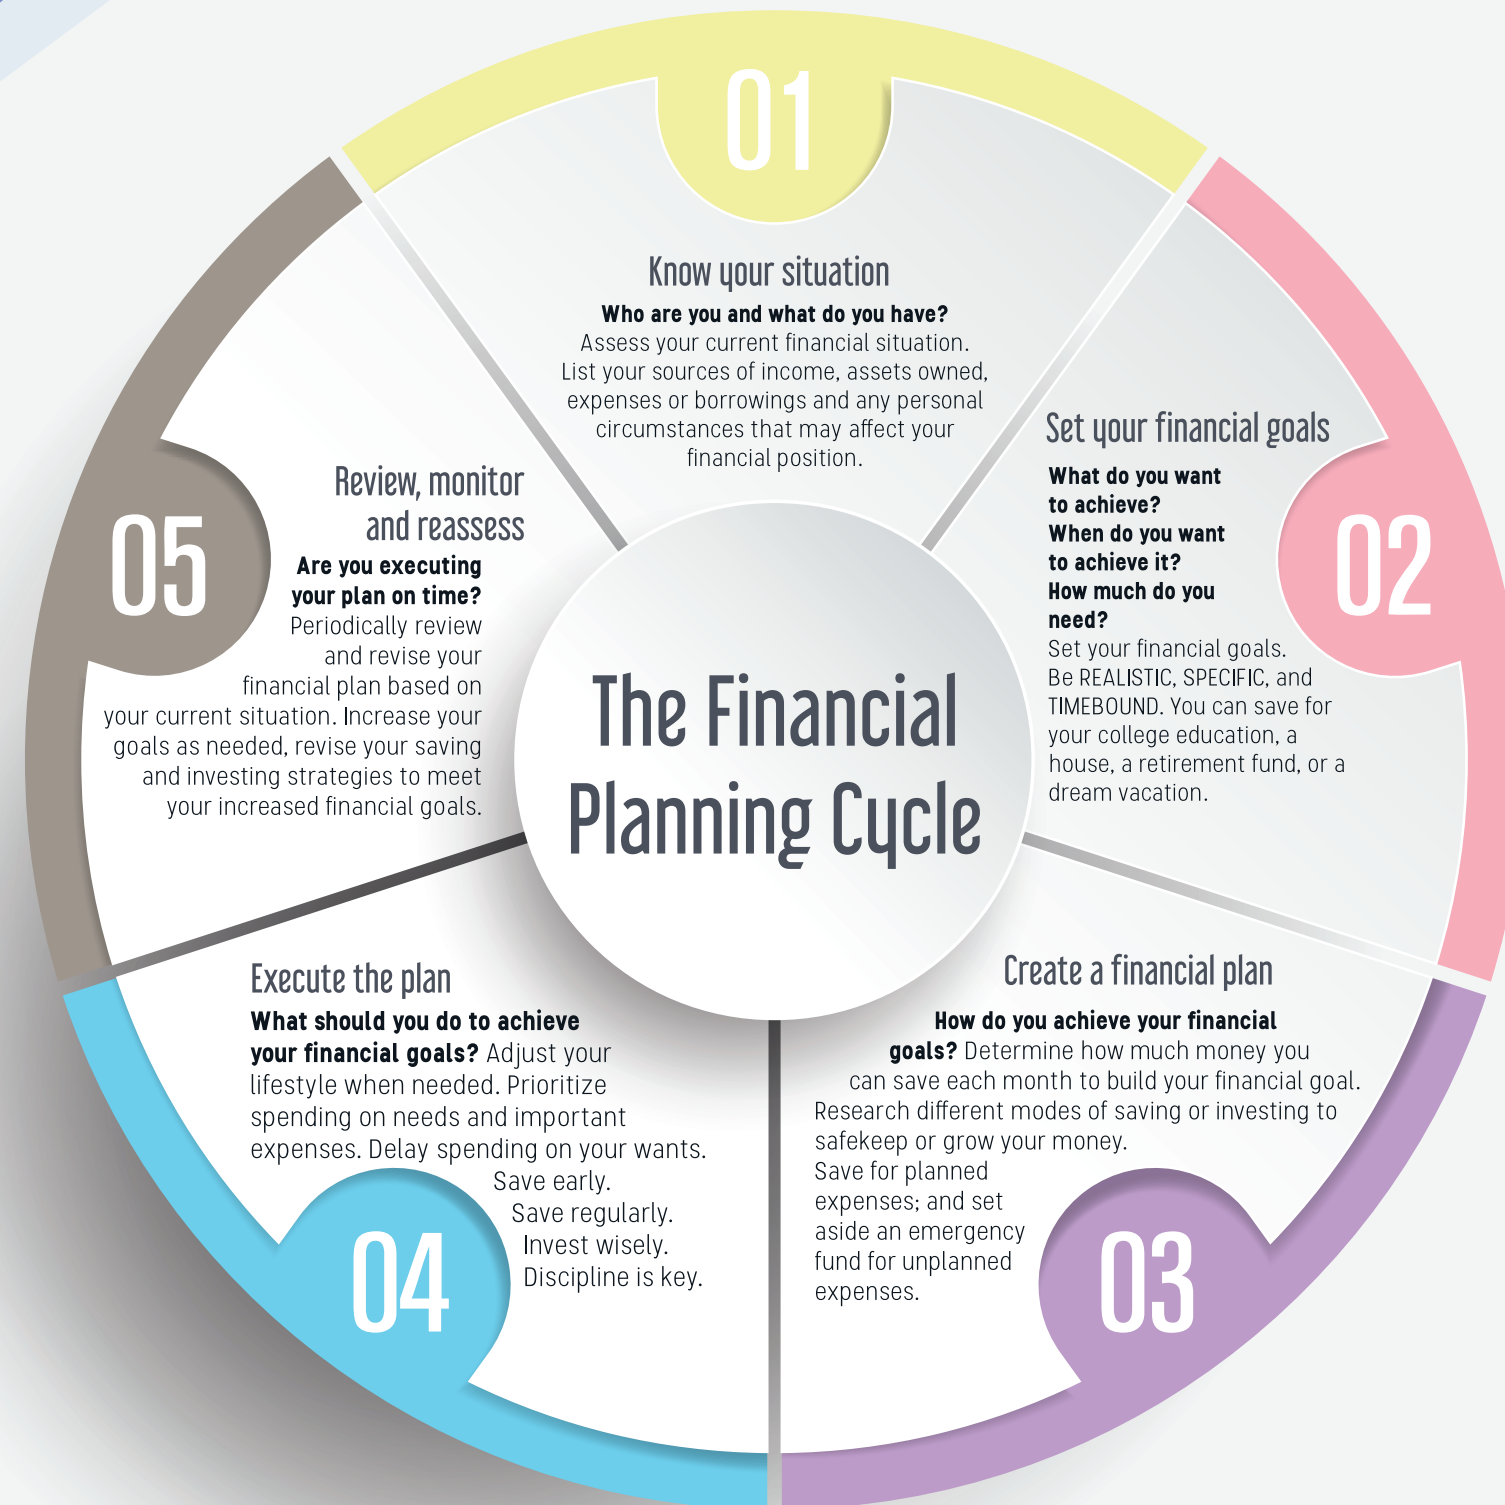 The Financial
Planning Cycle
01
Know your situation
Who are you and what do you have?
Assess your current financial situation.
List your sources of income, assets owned,
expenses or borrowings and any personal
circumstances that may affect your
financial position.
02
Set your financial goals
What do you want
to achieve?
When do you want
to achieve it?
How much do you
need?
Set your financial goals.
Be REALISTIC, SPECIFIC, and
TIMEBOUND. You can save for
your college education, a
house, a retirement fund, or a
dream vacation.
03
Create a financial plan
How do you achieve your financial
goals? Determine how much money you
can save each month to build your financial goal.
Research different modes of saving or investing to
safekeep or grow your money.
Save for planned
expenses; and set
aside an emergency
fund for unplanned
expenses.
04
Execute the plan
What should you do to achieve
your financial goals? Adjust your
lifestyle when needed. Prioritize
spending on needs and important
expenses. Delay spending on your wants.
Save early.
Save regularly.
Invest wisely.
Discipline is key.
05
Review, monitor
and reassess
Are you executing
your plan on time?
Periodically review
and revise your
financial plan based on
your current situation. Increase your
goals as needed, revise your saving
and investing strategies to meet
your increased financial goals.